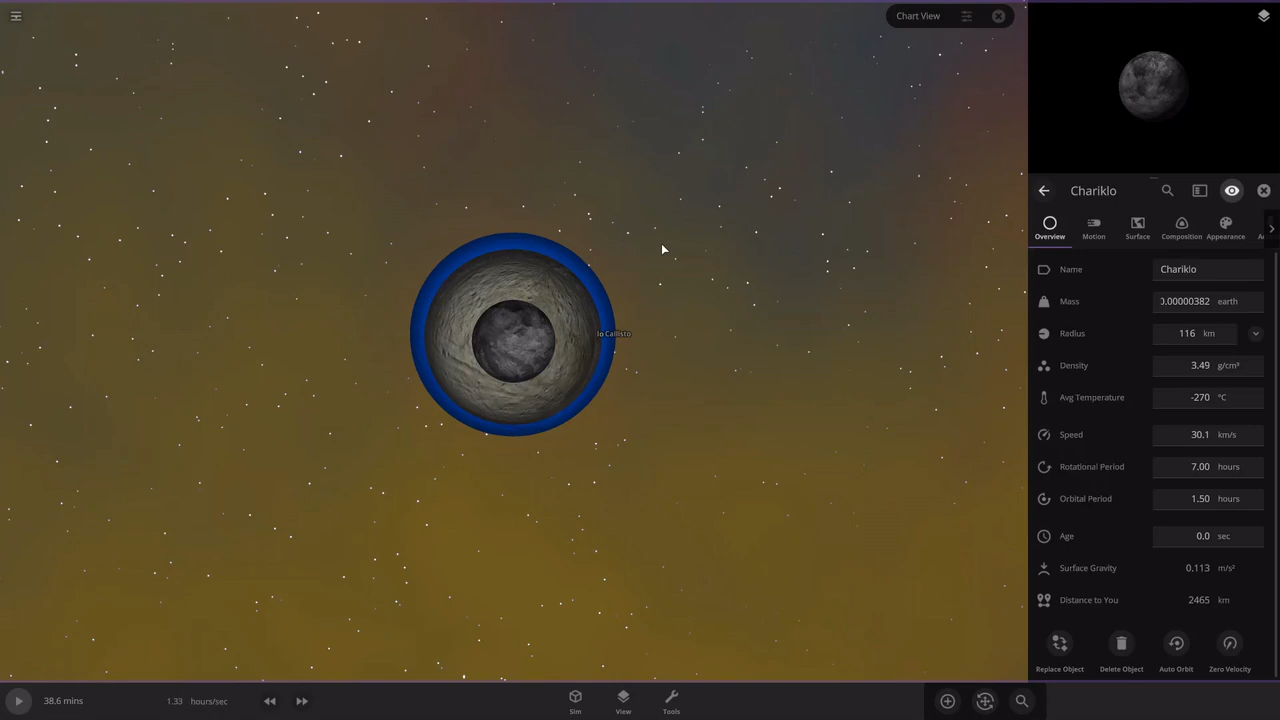 Chart View
Chariklo
Overview
Motion
Surface
Composition
Appearance
Name Chariklo
Mass 0.00000382 earth
Radius 116 km
Density 3.49 g/cm³
Avg Temperature -270 °C
Speed 30.1 km/s
Rotational Period 7.00 hours
Orbital Period 1.50 hours
Age 0.0 sec
Surface Gravity 0.113 m/s²
Distance to You 2465 km
Replace Object
Delete Object
Auto Orbit
Zero Velocity
Io Callisto
38.6 mins
1.33 hours/sec
Sim
View
Tools